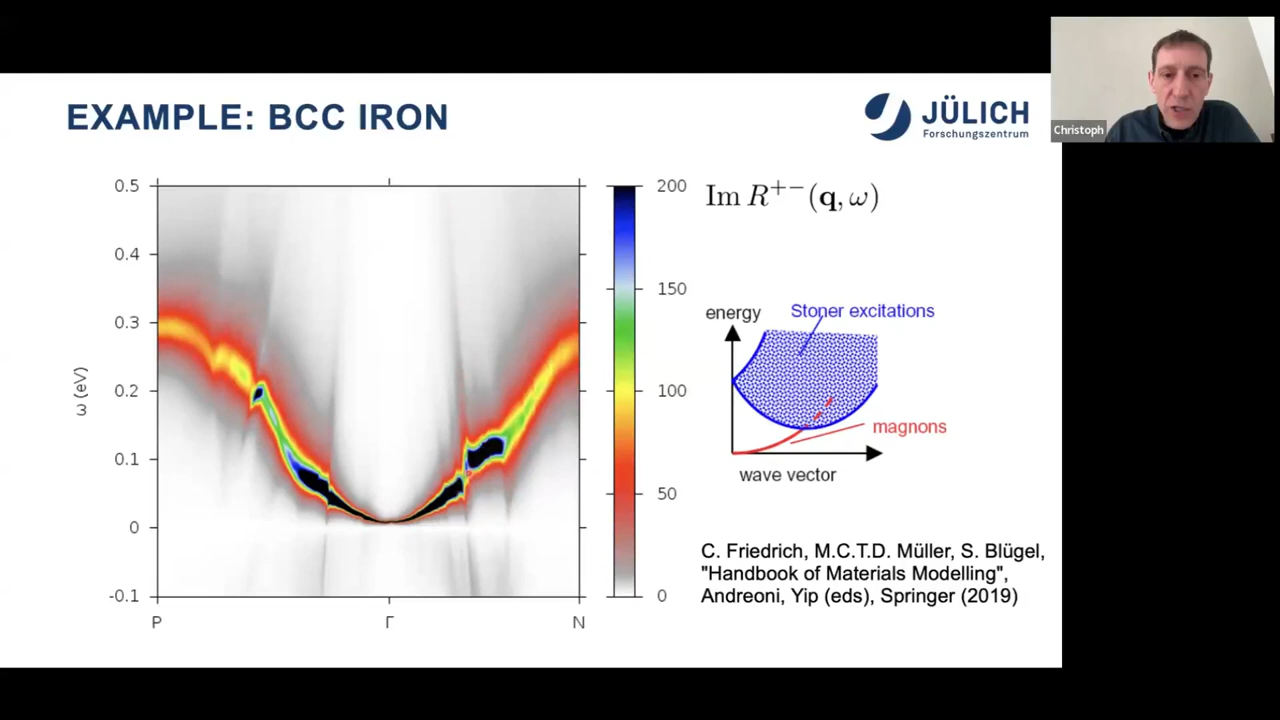 EXAMPLE: BCC IRON
JÜLICH
Forschungszentrum
Christoph
0.5
0.4
0.3
0.2
0.1
0
-0.1
ω (eV)
P
Γ
N
200
150
100
50
0
Im R⁺⁻(q, ω)
energy
Stoner excitations
magnons
wave vector
C. Friedrich, M.C.T.D. Müller, S. Blügel,
"Handbook of Materials Modelling",
Andreoni, Yip (eds), Springer (2019)